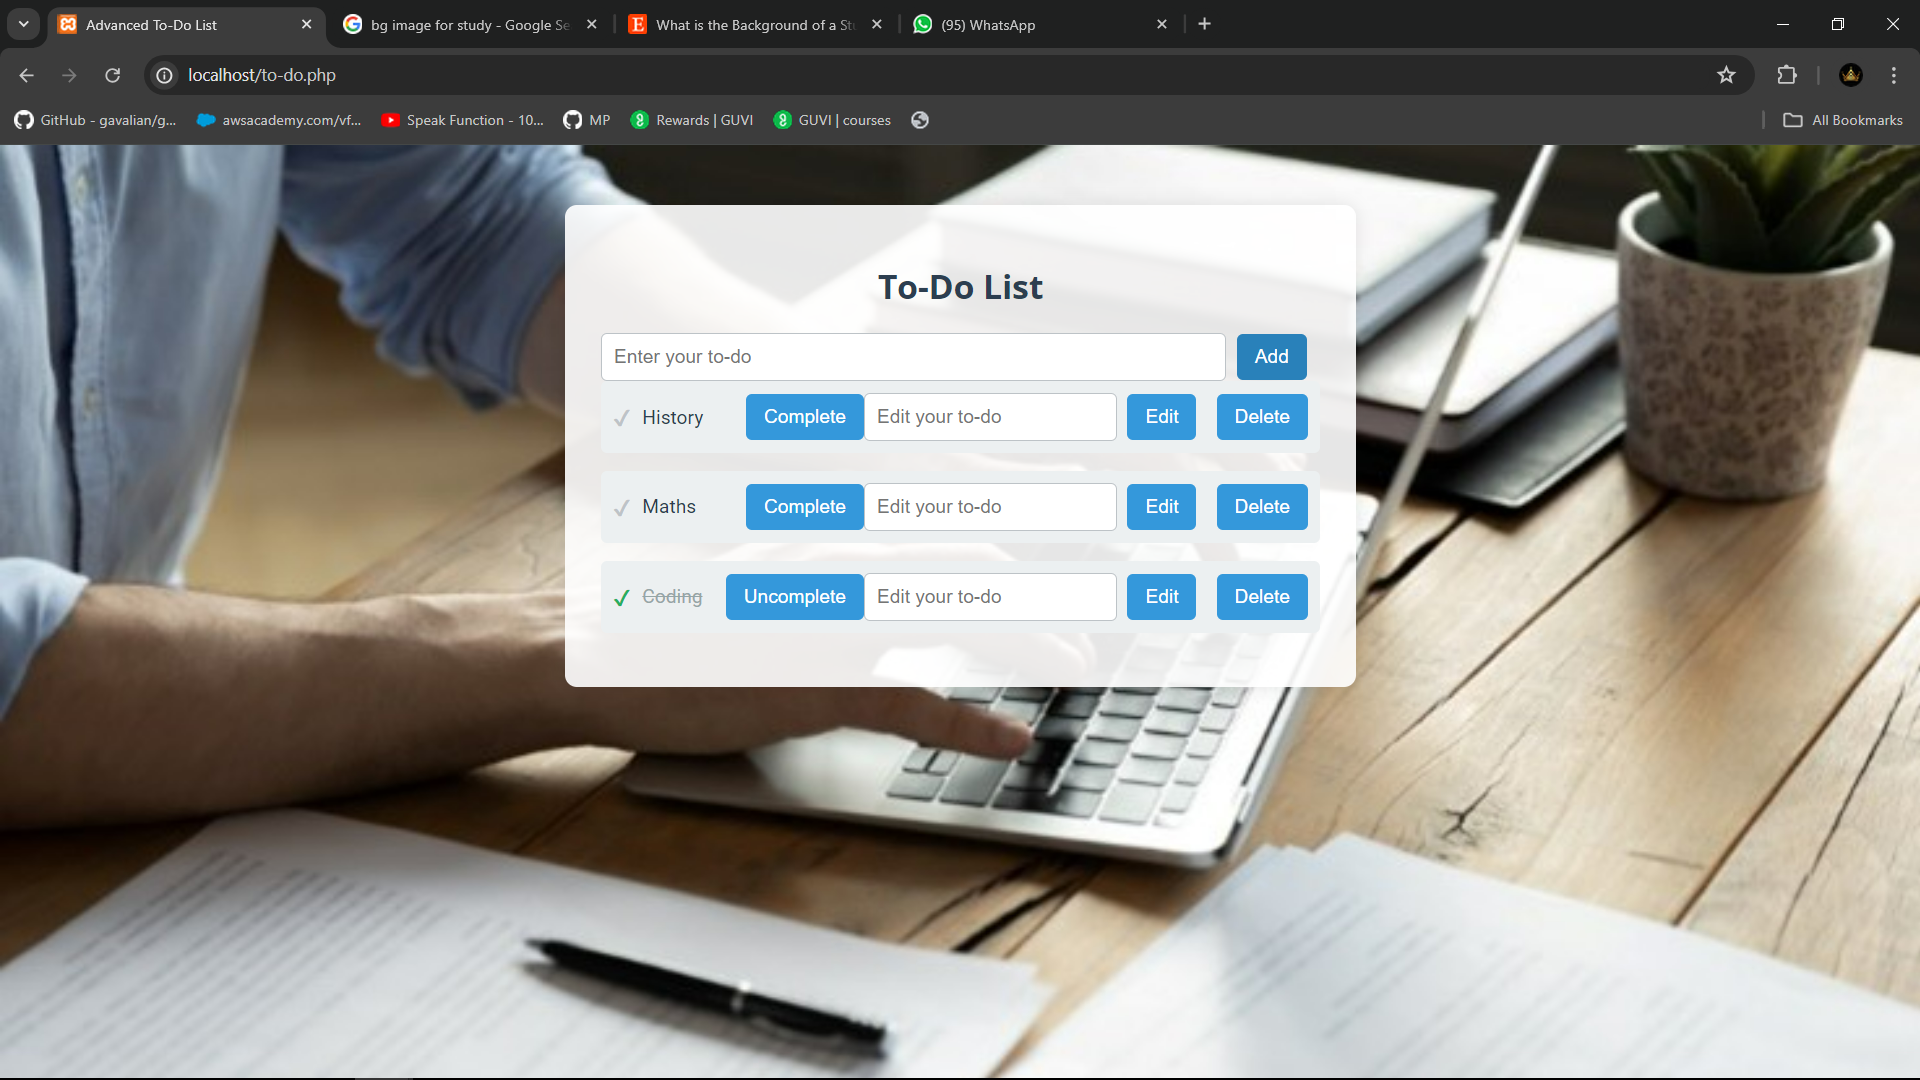 Advanced To-Do List
bg image for study - Google Se
What is the Background of a St
(95) WhatsApp
localhost/to-do.php
GitHub - gavalian/g...
awsacademy.com/vf...
Speak Function - 10...
MP
Rewards | GUVI
GUVI | courses
All Bookmarks
To-Do List
Enter your to-do Add
History Complete Edit your to-do Edit Delete
Maths Complete Edit your to-do Edit Delete
Coding Uncomplete Edit your to-do Edit Delete